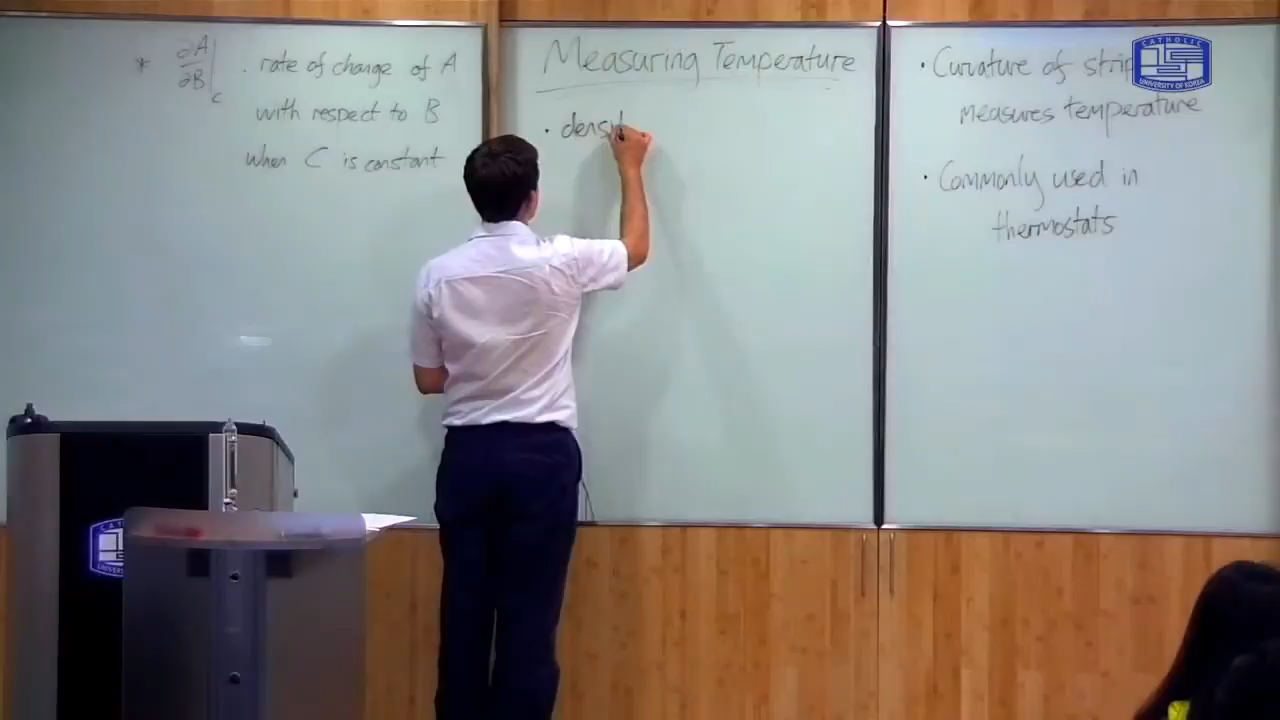 * ∂A/∂B|c . rate of change of A
with respect to B
when C is constant
Measuring Temperature
· dens
· Curvature of strip
measures temperature
· Commonly used in
thermostats
CATHOLIC
UNIVERSITY OF KOREA